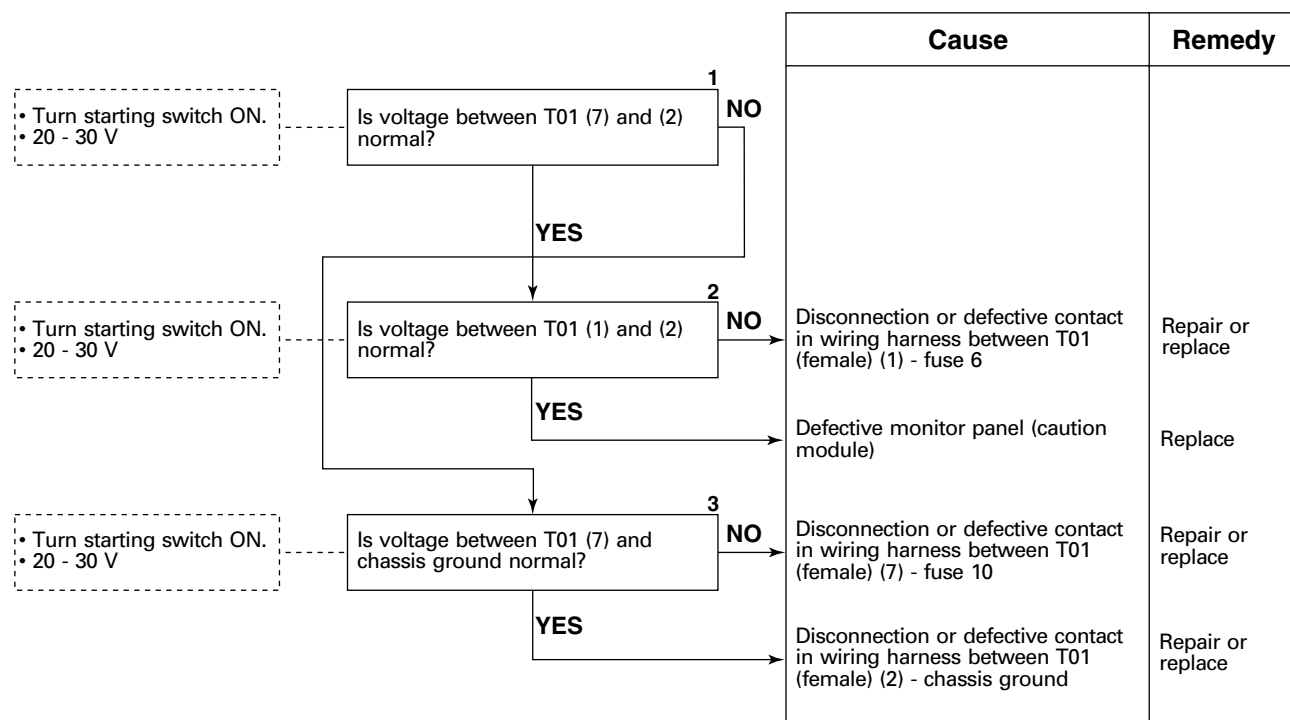 Cause
Remedy
1
• Turn starting switch ON.
• 20 - 30 V
Is voltage between T01 (7) and (2)
normal?
NO
YES
2
• Turn starting switch ON.
• 20 - 30 V
Is voltage between T01 (1) and (2)
normal?
NO
Disconnection or defective contact
in wiring harness between T01
(female) (1) - fuse 6
Repair or
replace
YES
Defective monitor panel (caution
module)
Replace
3
• Turn starting switch ON.
• 20 - 30 V
Is voltage between T01 (7) and
chassis ground normal?
NO
Disconnection or defective contact
in wiring harness between T01
(female) (7) - fuse 10
Repair or
replace
YES
Disconnection or defective contact
in wiring harness between T01
(female) (2) - chassis ground
Repair or
replace